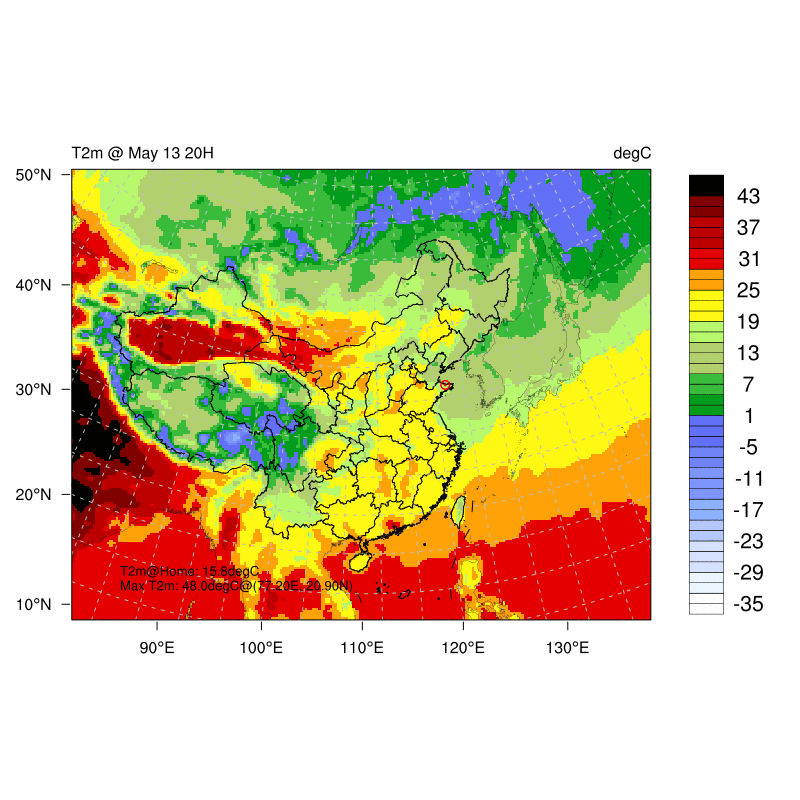 T2m @ May 13 20H
degC
50°N
40°N
30°N
20°N
10°N
90°E
100°E
110°E
120°E
130°E
43
37
31
25
19
13
7
1
-5
-11
-17
-23
-29
-35
T2m@Home: 15.8degC
Max T2m: 48.0degC@(77.20E, 20.90N)